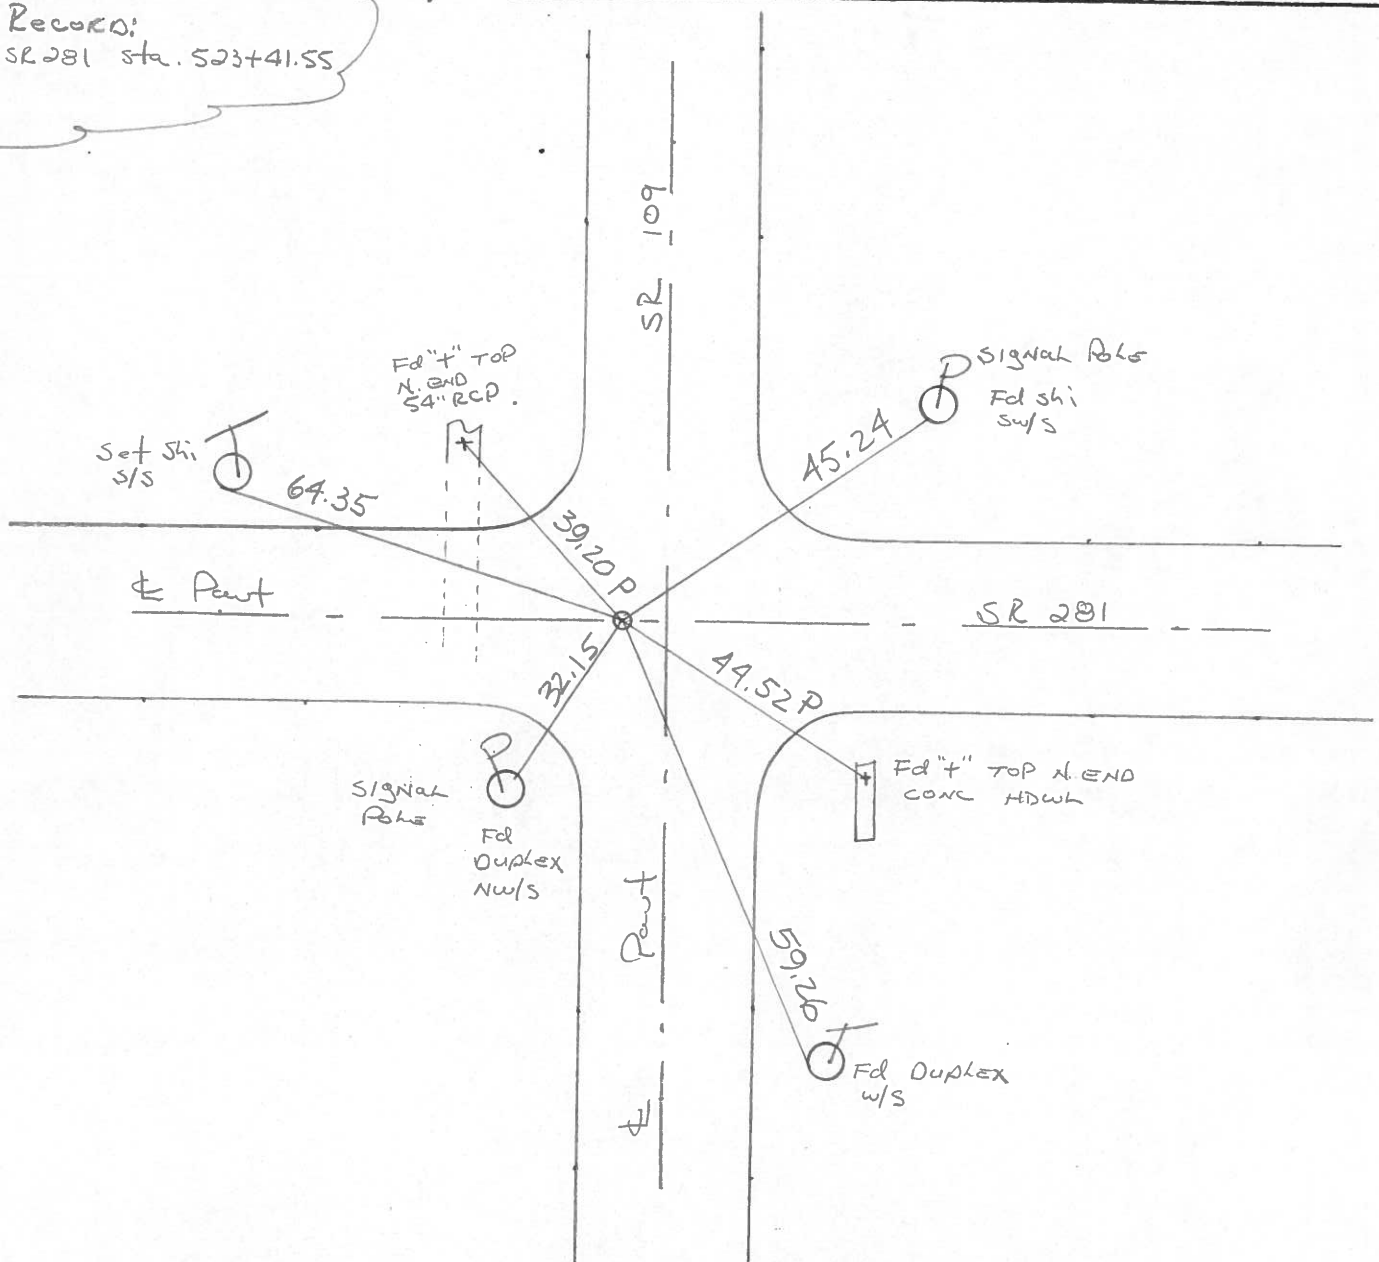 RECORD:
SR 281 Sta. 523+41.55
SR 109
Fd "+" TOP
N. END
54" RCP.
Signal Pole
Fd Shi
SW/S
Set Shi
S/S
64.35
39.20 P
45.24
℄ Pavt
SR 281
32.15
44.52 P
Signal
Pole
Fd
Duplex
NW/S
Fd "+" TOP N. END
CONC HDWL
℄ Pavt
59.26
Fd Duplex
W/S